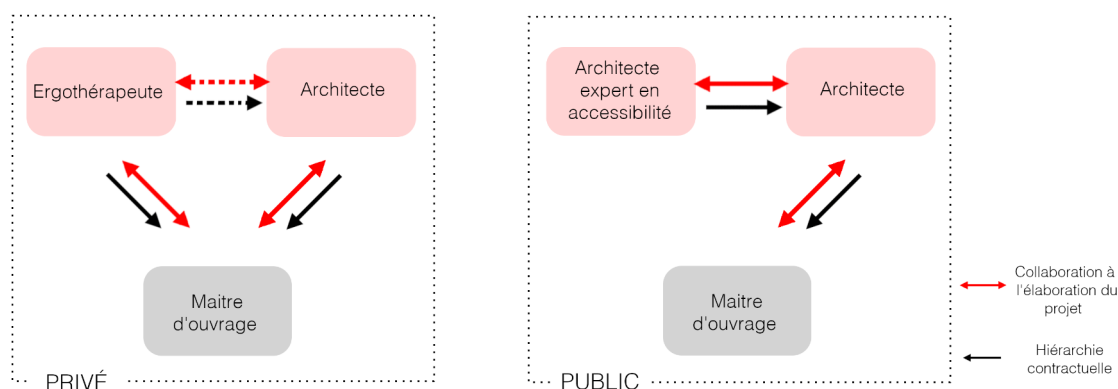 Ergothérapeute
Architecte
Maitre
d'ouvrage
PRIVÉ
Architecte
expert en
accessibilité
Architecte
Maitre
d'ouvrage
PUBLIC
Collaboration à
l'élaboration du
projet
Hiérarchie
contractuelle